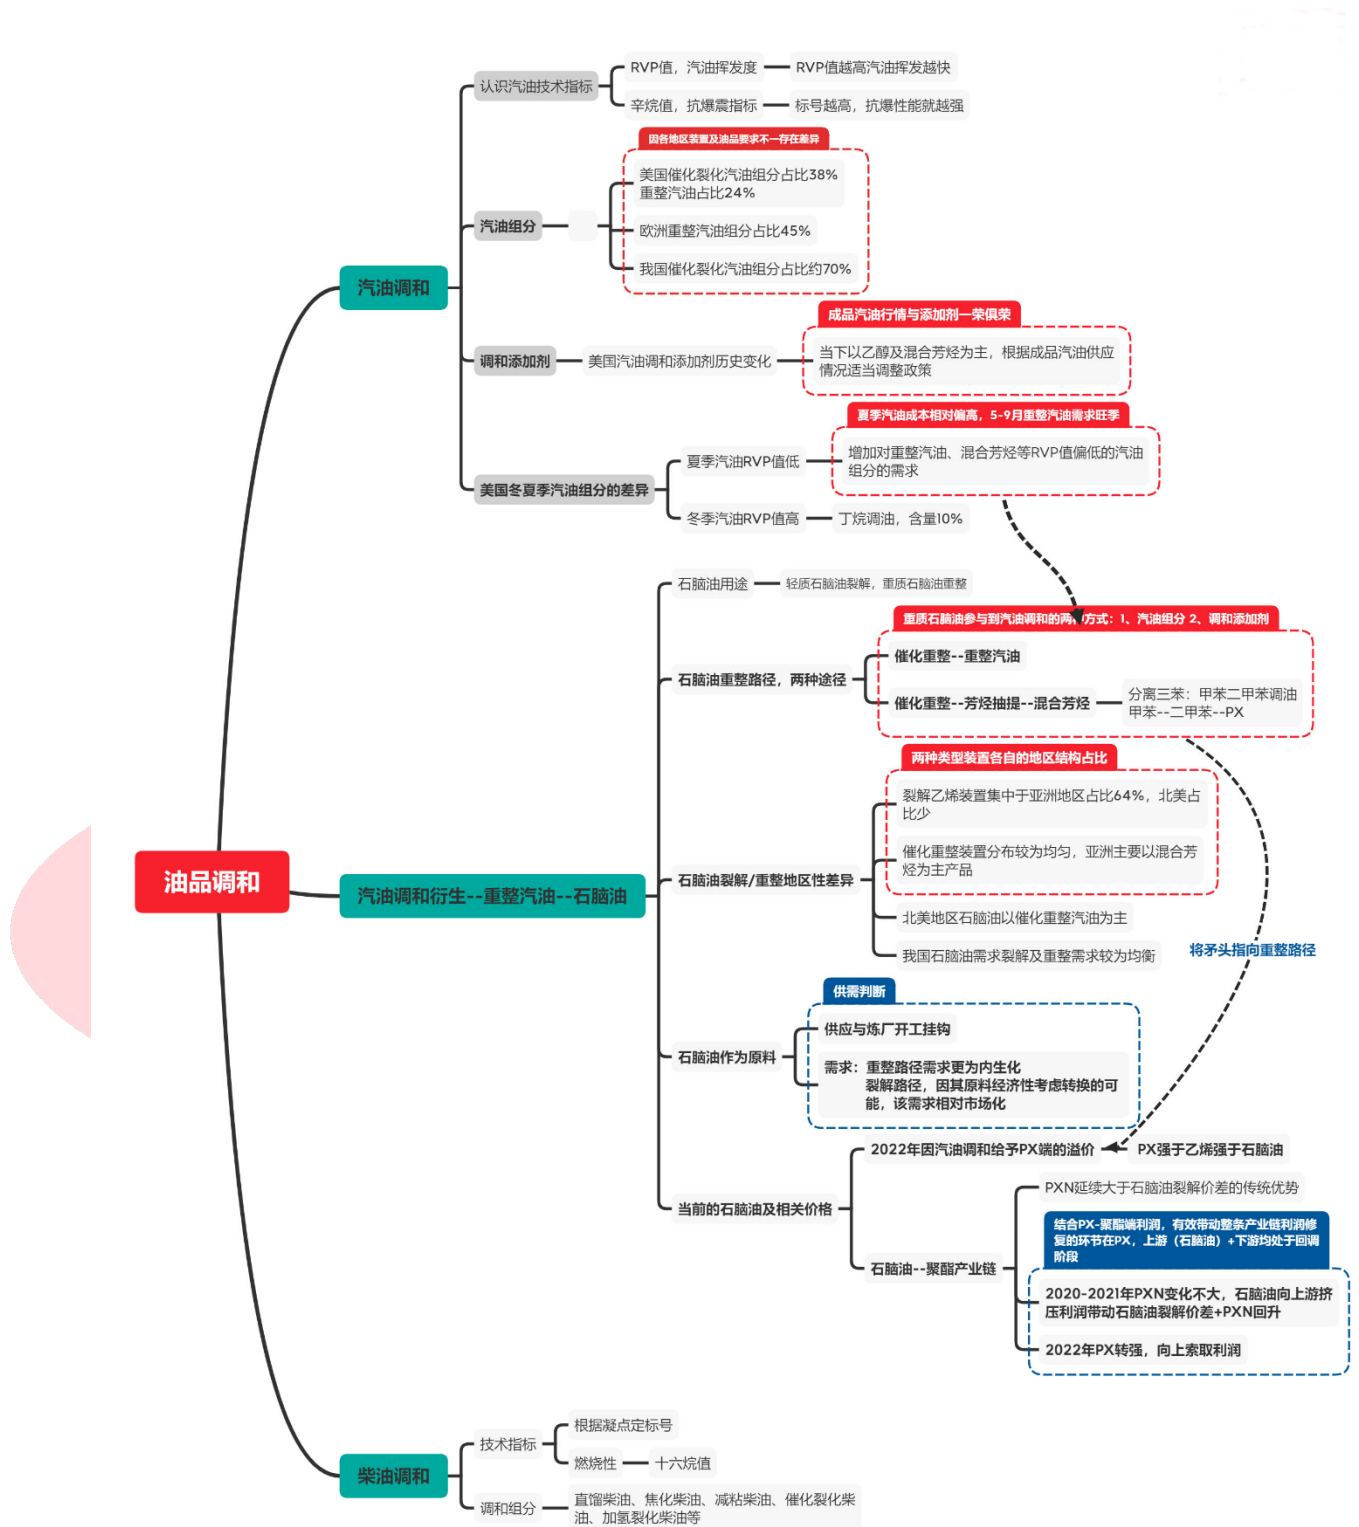 油品调和
汽油调和
认识汽油技术指标
RVP值，汽油挥发度
RVP值越高汽油挥发越快
辛烷值，抗爆震指标
标号越高，抗爆性能就越强
汽油组分
因各地区装置及油品要求不一存在差异
美国催化裂化汽油组分占比38%
重整汽油占比24%
欧洲重整汽油组分占比45%
我国催化裂化汽油组分占比约70%
调和添加剂
美国汽油调和添加剂历史变化
成品汽油行情与添加剂一荣俱荣
当下以乙醇及混合芳烃为主，根据成品汽油供应
情况适当调整政策
美国冬夏季汽油组分的差异
夏季汽油RVP值低
夏季汽油成本相对偏高，5-9月重整汽油需求旺季
增加对重整汽油、混合芳烃等RVP值偏低的汽油
组分的需求
冬季汽油RVP值高
丁烷调油，含量10%
汽油调和衍生--重整汽油--石脑油
石脑油用途
轻质石脑油裂解，重质石脑油重整
石脑油重整路径，两种途径
重质石脑油参与到汽油调和的两种方式：1、汽油组分 2、调和添加剂
催化重整--重整汽油
催化重整--芳烃抽提--混合芳烃
分离三苯：甲苯二甲苯调油
甲苯--二甲苯--PX
石脑油裂解/重整地区性差异
两种类型装置各自的地区结构占比
裂解乙烯装置集中于亚洲地区占比64%，北美占
比少
催化重整装置分布较为均匀，亚洲主要以混合芳
烃为主产品
北美地区石脑油以催化重整汽油为主
我国石脑油需求裂解及重整需求较为均衡
将矛头指向重整路径
石脑油作为原料
供需判断
供应与炼厂开工挂钩
需求：重整路径需求更为内生化
裂解路径，因其原料经济性考虑转换的可
能，该需求相对市场化
当前的石脑油及相关价格
2022年因汽油调和给予PX端的溢价
PX强于乙烯强于石脑油
石脑油--聚酯产业链
PXN延续大于石脑油裂解价差的传统优势
结合PX-聚酯端利润，有效带动整条产业链利润修
复的环节在PX，上游（石脑油）+下游均处于回调
阶段
2020-2021年PXN变化不大，石脑油向上游挤
压利润带动石脑油裂解价差+PXN回升
2022年PX转强，向上索取利润
柴油调和
技术指标
根据凝点定标号
燃烧性
十六烷值
调和组分
直馏柴油、焦化柴油、减粘柴油、催化裂化柴
油、加氢裂化柴油等